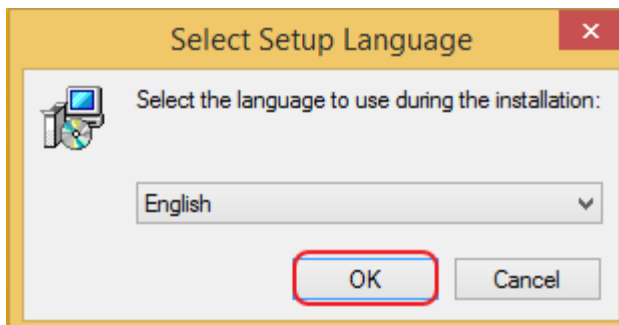 Select Setup Language
Select the language to use during the installation:
English
OK
Cancel